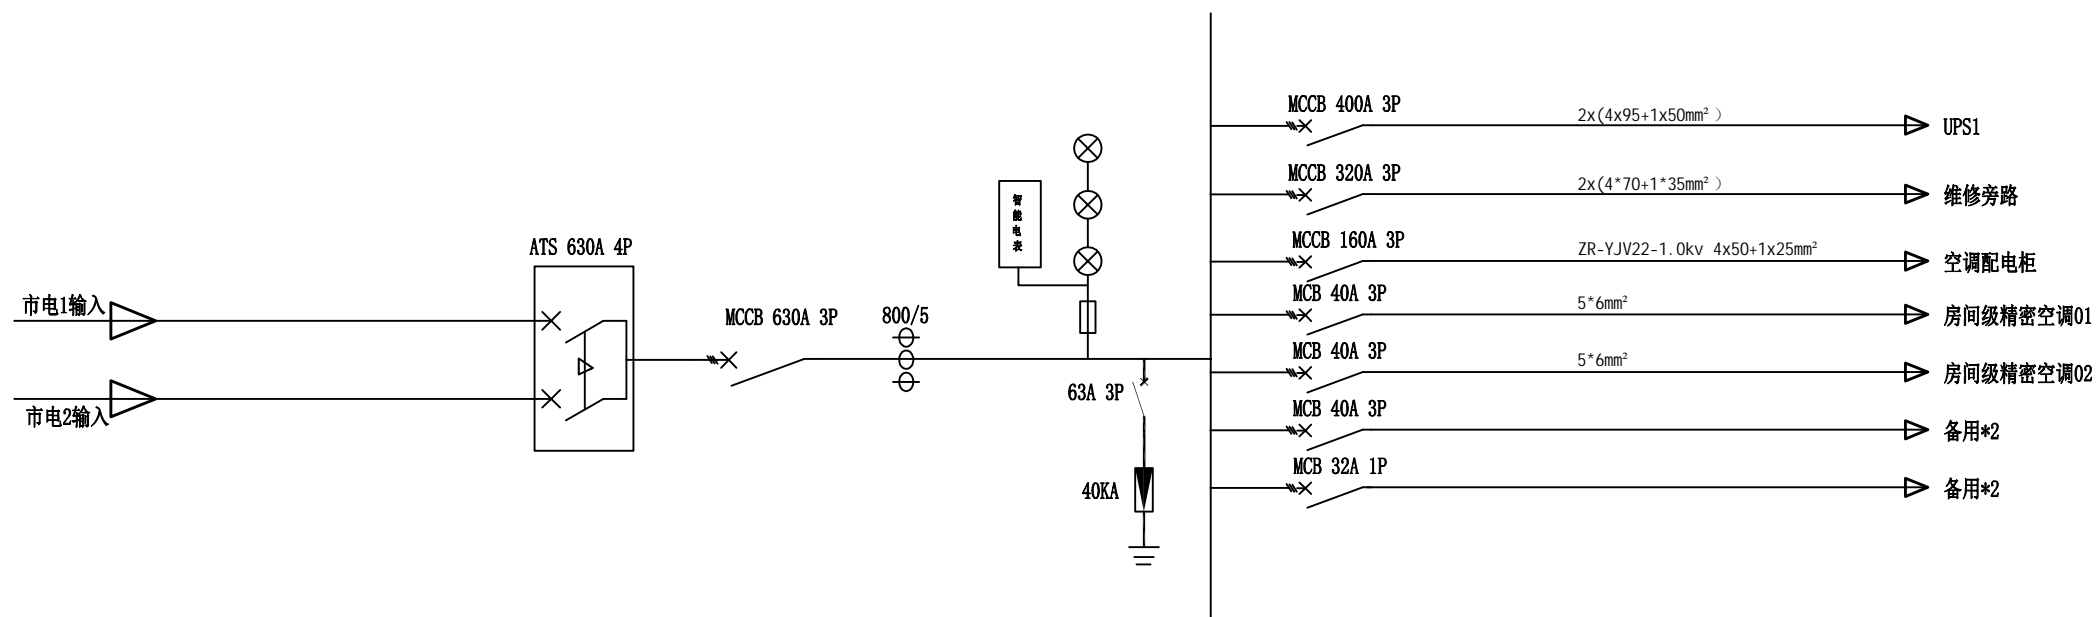 市电1输入
市电2输入
ATS 630A 4P
MCCB 630A 3P
800/5
智能电表
63A 3P
40KA
MCCB 400A 3P
2x(4x95+1x50mm²)
UPS1
MCCB 320A 3P
2x(4*70+1*35mm²)
维修旁路
MCCB 160A 3P
ZR-YJV22-1.0kv 4x50+1x25mm²
空调配电柜
MCB 40A 3P
5*6mm²
房间级精密空调01
MCB 40A 3P
5*6mm²
房间级精密空调02
MCB 40A 3P
备用*2
MCB 32A 1P
备用*2